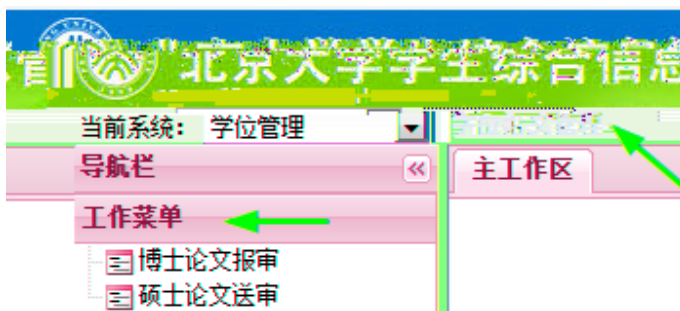 北京大学学生综合信息
当前系统： 学位管理
导航栏
主工作区
工作菜单
博士论文报审
硕士论文送审